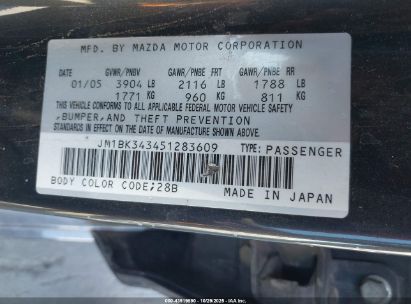 MFD. BY MAZDA MOTOR CORPORATION
GVWR/PNBV GAWR/PNBE FRT GAWR/PNBE RR
01/05 3904 LB 2116 LB 1788 LB
1771 KG 960 KG 811 KG
THIS VEHICLE CONFORMS TO ALL APPLICABLE FEDERAL MOTOR VEHICLE SAFETY
,BUMPER,AND THEFT PREVENTION
STANDARDS IN EFFECT ON THE DATE OF MANUFACTURE SHOWN ABOVE.
JM1BK343451283609 TYPE: PASSENGER
BODY COLOR CODE;28B MADE IN JAPAN